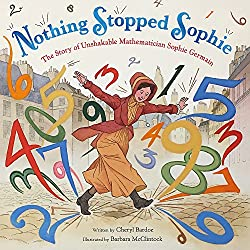 Nothing Stopped Sophie
The Story of Unshakable Mathematician Sophie Germain
Written by Cheryl Bardoe
Illustrated by Barbara McClintock